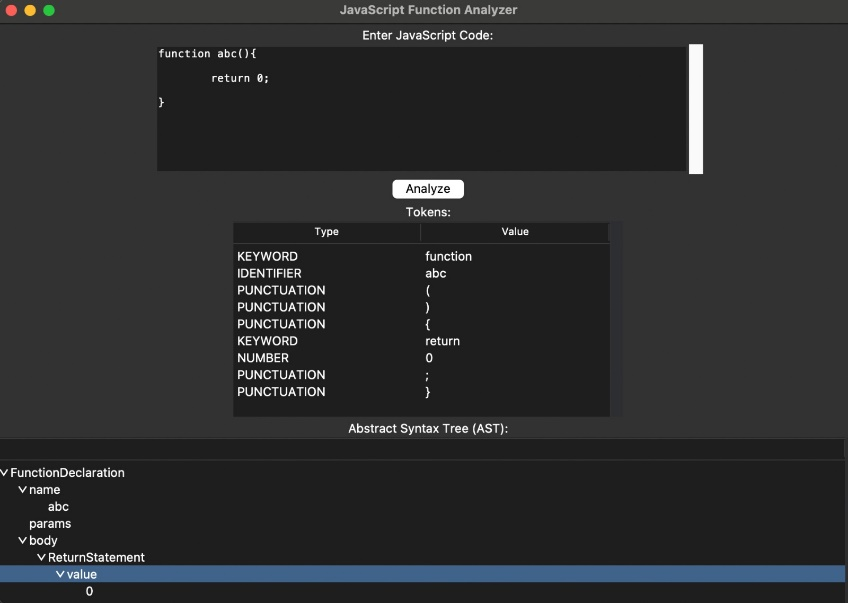 JavaScript Function Analyzer
Enter JavaScript Code:
function abc(){
return 0;
}
Analyze
Tokens:
Type Value
KEYWORD function
IDENTIFIER abc
PUNCTUATION (
PUNCTUATION )
PUNCTUATION {
KEYWORD return
NUMBER 0
PUNCTUATION ;
PUNCTUATION }
Abstract Syntax Tree (AST):
FunctionDeclaration
name
abc
params
body
ReturnStatement
value
0